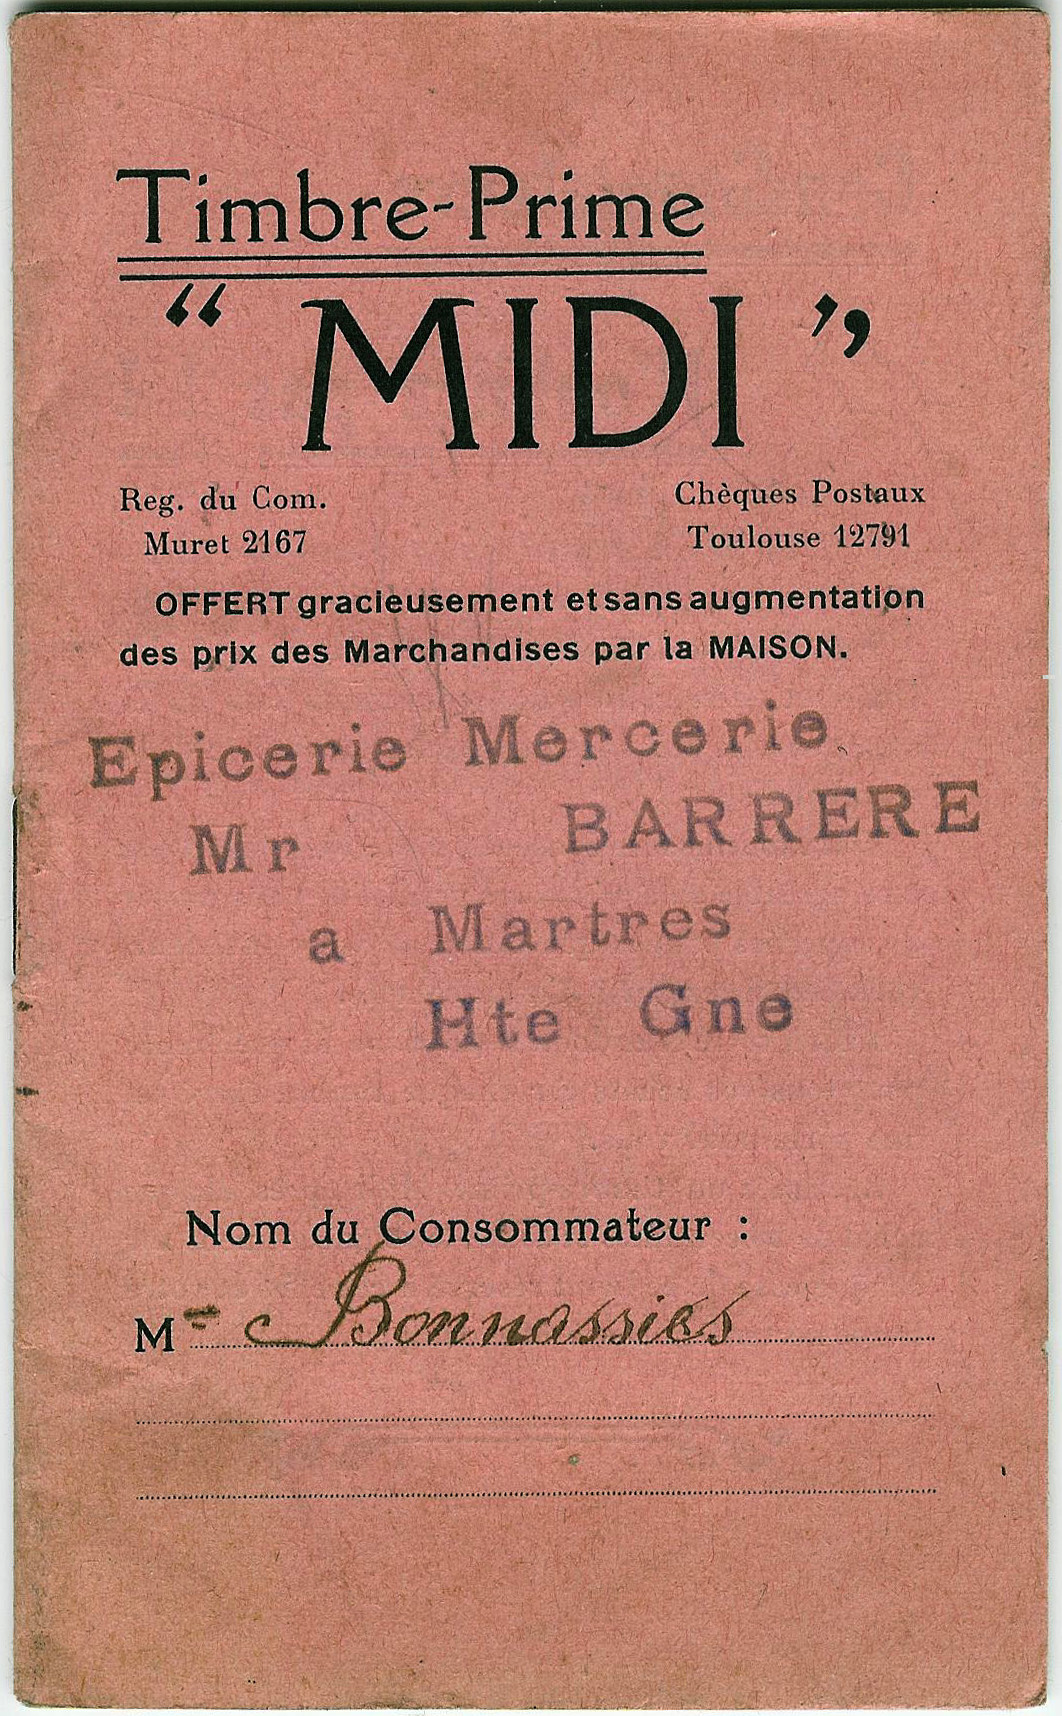 Timbre-Prime
“ MIDI ”
Reg. du Com.
Muret 2167
Chèques Postaux
Toulouse 12791
OFFERT gracieusement et sans augmentation
des prix des Marchandises par la MAISON.
Epicerie Mercerie
Mr BARRERE
a Martres
Hte Gne
Nom du Consommateur :
M Bonnassies